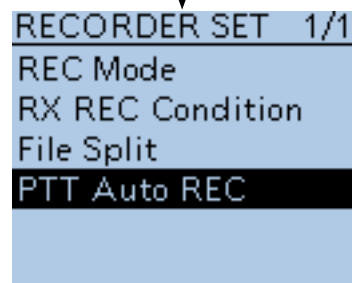 RECORDER SET 1/1
REC Mode
RX REC Condition
File Split
PTT Auto REC